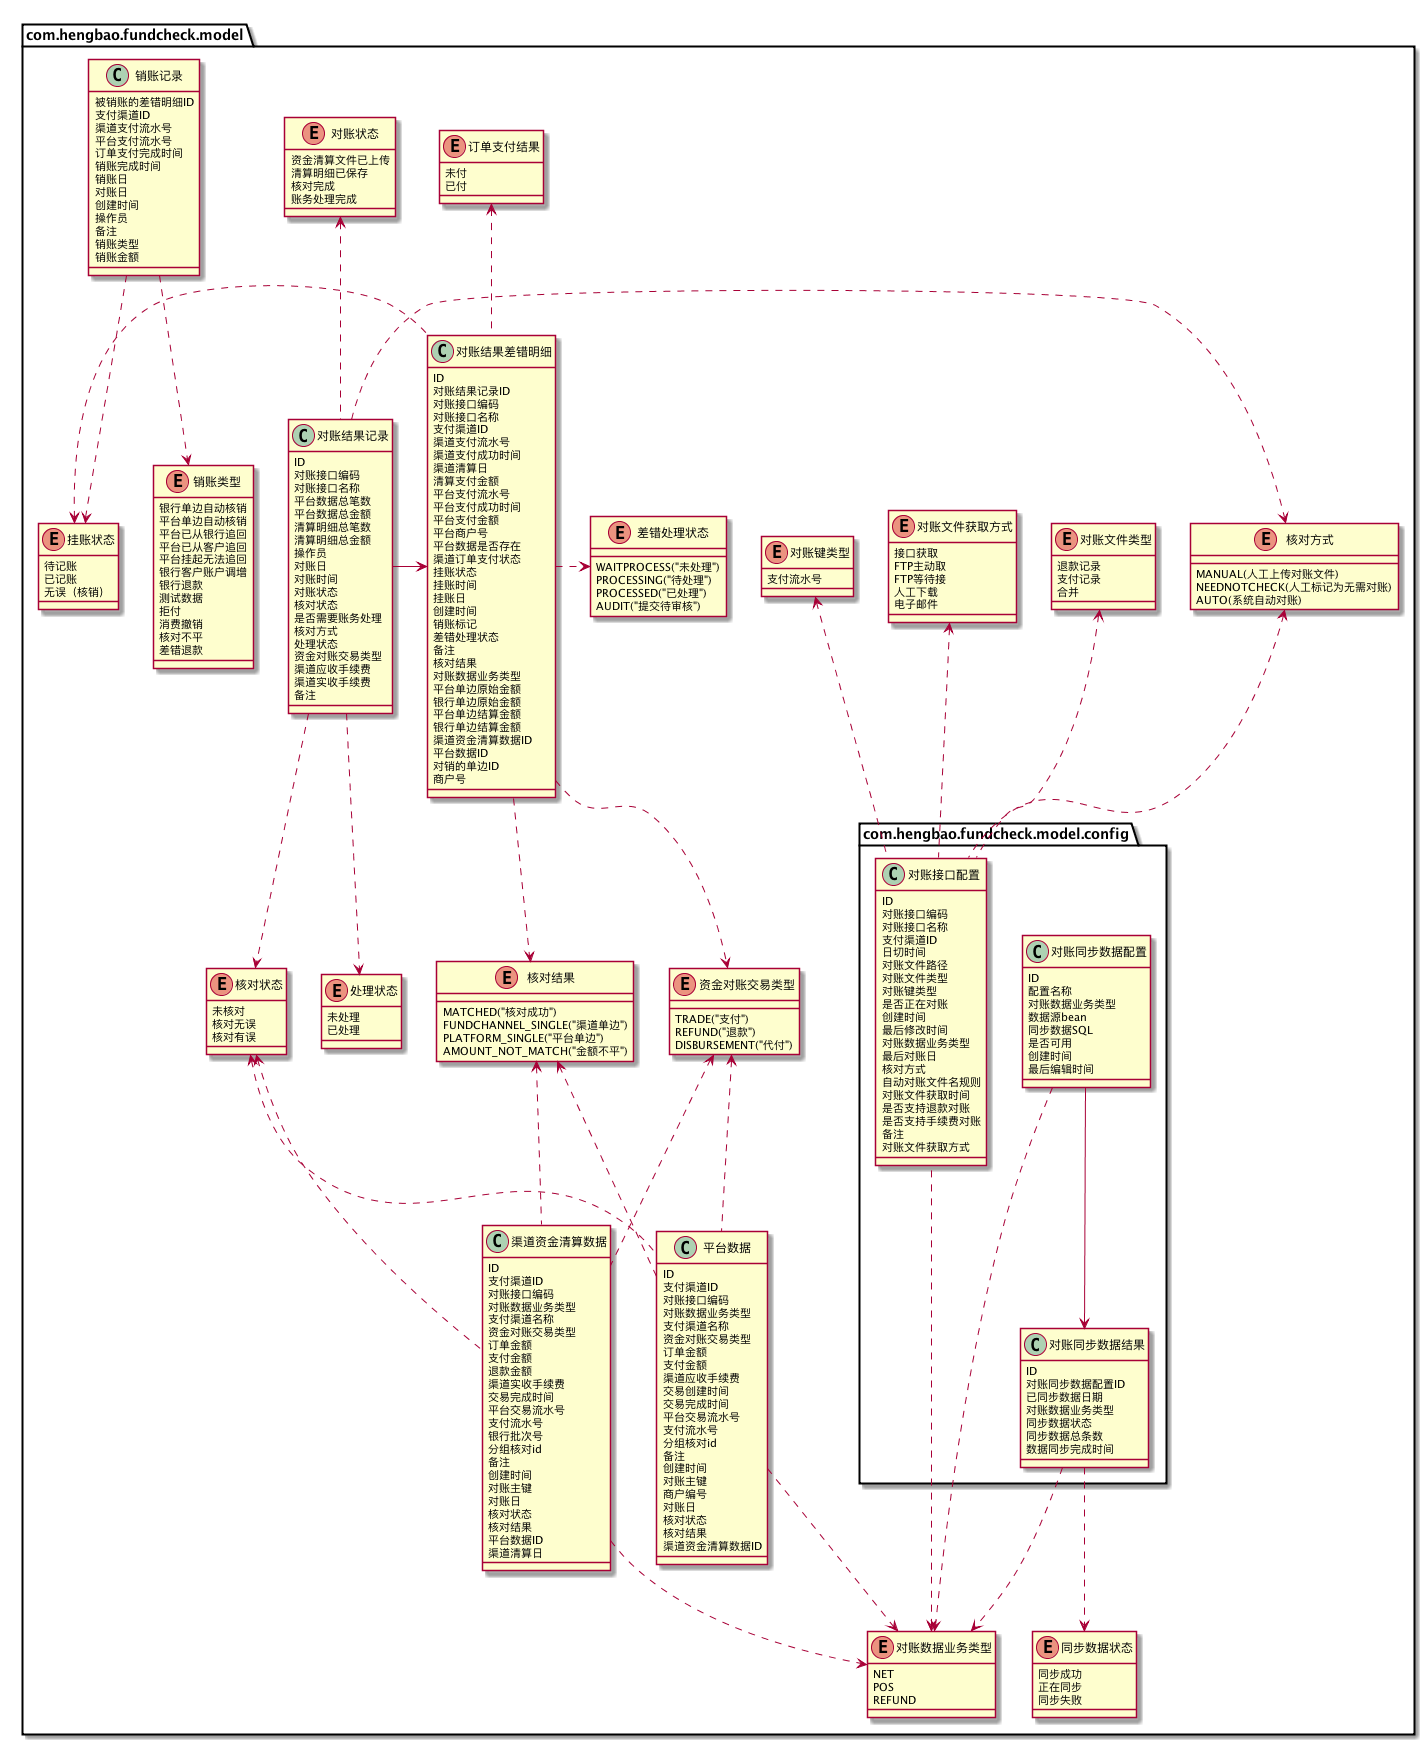 com.hengbao.fundcheck.model
C 销账记录
被销账的差错明细ID
支付渠道ID
渠道支付流水号
平台支付流水号
订单支付完成时间
销账完成时间
销账日
对账日
创建时间
操作员
备注
销账类型
销账金额
E 对账状态
资金清算文件已上传
清算明细已保存
核对完成
账务处理完成
E 订单支付结果
未付
已付
C 对账结果差错明细
ID
对账结果记录ID
对账接口编码
对账接口名称
支付渠道ID
渠道支付流水号
渠道支付成功时间
渠道清算日
清算支付金额
平台支付流水号
平台支付成功时间
平台支付金额
平台商户号
平台数据是否存在
渠道订单支付状态
挂账状态
挂账时间
挂账日
创建时间
销账标记
差错处理状态
备注
核对结果
对账数据业务类型
平台单边原始金额
银行单边原始金额
平台单边结算金额
银行单边结算金额
渠道资金清算数据ID
平台数据ID
对销的单边ID
商户号
C 对账结果记录
ID
对账接口编码
对账接口名称
平台数据总笔数
平台数据总金额
清算明细总笔数
清算明细总金额
操作员
对账日
对账时间
对账状态
核对状态
是否需要账务处理
核对方式
处理状态
资金对账交易类型
渠道应收手续费
渠道实收手续费
备注
E 销账类型
银行单边自动核销
平台单边自动核销
平台已从银行追回
平台已从客户追回
平台挂起无法追回
银行客户账户调增
银行退款
测试数据
拒付
消费撤销
核对不平
差错退款
E 挂账状态
待记账
已记账
无误（核销）
E 差错处理状态
WAITPROCESS("未处理")
PROCESSING("待处理")
PROCESSED("已处理")
AUDIT("提交待审核")
E 对账键类型
支付流水号
E 对账文件获取方式
接口获取
FTP主动取
FTP等待接
人工下载
电子邮件
E 对账文件类型
退款记录
支付记录
合并
E 核对方式
MANUAL(人工上传对账文件)
NEEDNOTCHECK(人工标记为无需对账)
AUTO(系统自动对账)
com.hengbao.fundcheck.model.config
C 对账接口配置
ID
对账接口编码
对账接口名称
支付渠道ID
日切时间
对账文件路径
对账文件类型
对账键类型
是否正在对账
创建时间
最后修改时间
对账数据业务类型
最后对账日
核对方式
自动对账文件名规则
对账文件获取时间
是否支持退款对账
是否支持手续费对账
备注
对账文件获取方式
C 对账同步数据配置
ID
配置名称
对账数据业务类型
数据源bean
同步数据SQL
是否可用
创建时间
最后编辑时间
E 核对状态
未核对
核对无误
核对有误
E 处理状态
未处理
已处理
E 核对结果
MATCHED("核对成功")
FUNDCHANNEL_SINGLE("渠道单边")
PLATFORM_SINGLE("平台单边")
AMOUNT_NOT_MATCH("金额不平")
E 资金对账交易类型
TRADE("支付")
REFUND("退款")
DISBURSEMENT("代付")
C 渠道资金清算数据
ID
支付渠道ID
对账接口编码
对账数据业务类型
支付渠道名称
资金对账交易类型
订单金额
支付金额
退款金额
渠道实收手续费
交易完成时间
平台交易流水号
支付流水号
银行批次号
分组核对id
备注
创建时间
对账主键
对账日
核对状态
核对结果
平台数据ID
渠道清算日
C 平台数据
ID
支付渠道ID
对账接口编码
对账数据业务类型
支付渠道名称
资金对账交易类型
订单金额
支付金额
渠道应收手续费
交易创建时间
交易完成时间
平台交易流水号
支付流水号
分组核对id
备注
创建时间
对账主键
商户编号
对账日
核对状态
核对结果
渠道资金清算数据ID
C 对账同步数据结果
ID
对账同步数据配置ID
已同步数据日期
对账数据业务类型
同步数据状态
同步数据总条数
数据同步完成时间
E 对账数据业务类型
NET
POS
REFUND
E 同步数据状态
同步成功
正在同步
同步失败